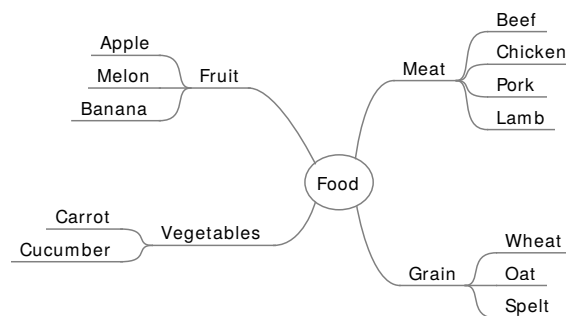 Food
Fruit
Apple
Melon
Banana
Vegetables
Carrot
Cucumber
Meat
Beef
Chicken
Pork
Lamb
Grain
Wheat
Oat
Spelt